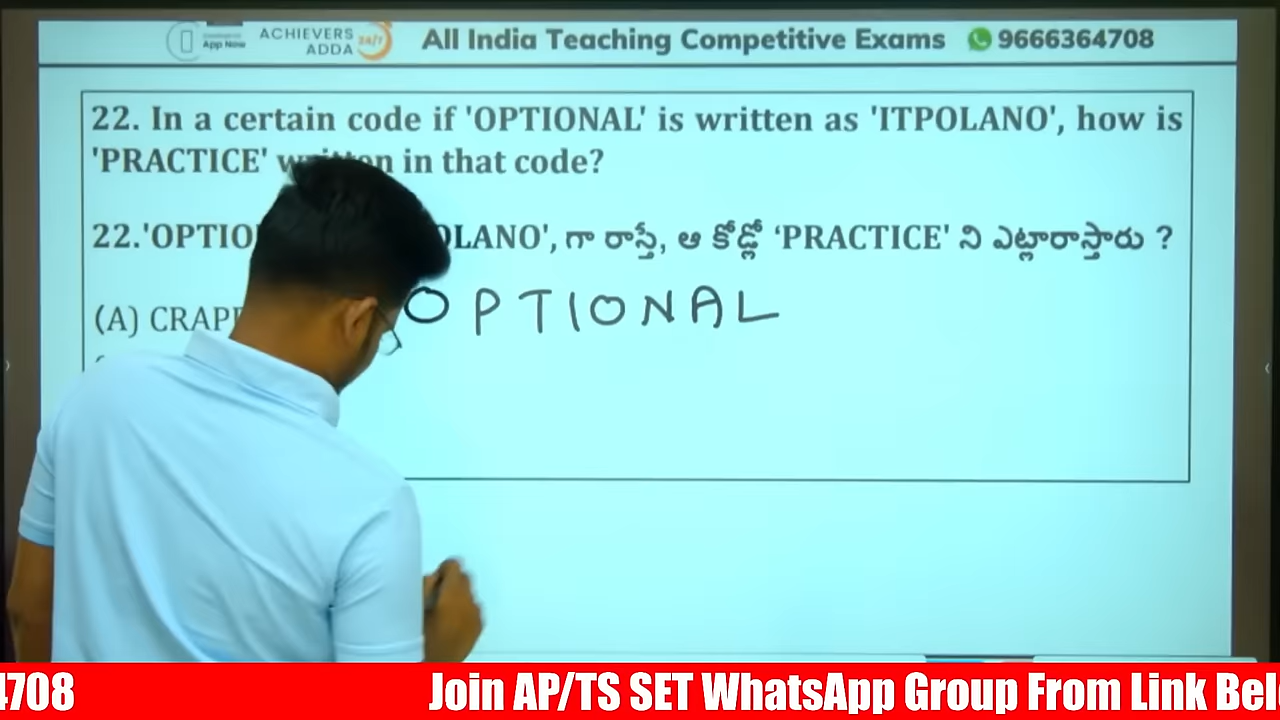 App Now ACHIEVERS ADDA 24/7 All India Teaching Competitive Exams 9666364708
22. In a certain code if 'OPTIONAL' is written as 'ITPOLANO', how is
'PRACTICE' written in that code?
22.'OPTIO LANO', గా రాస్తే, ఆ కోడ్లో ‘PRACTICE' ని ఎట్లారాస్తారు ?
(A) CRAP
OPTIONAL
4708 Join AP/TS SET WhatsApp Group From Link Bel